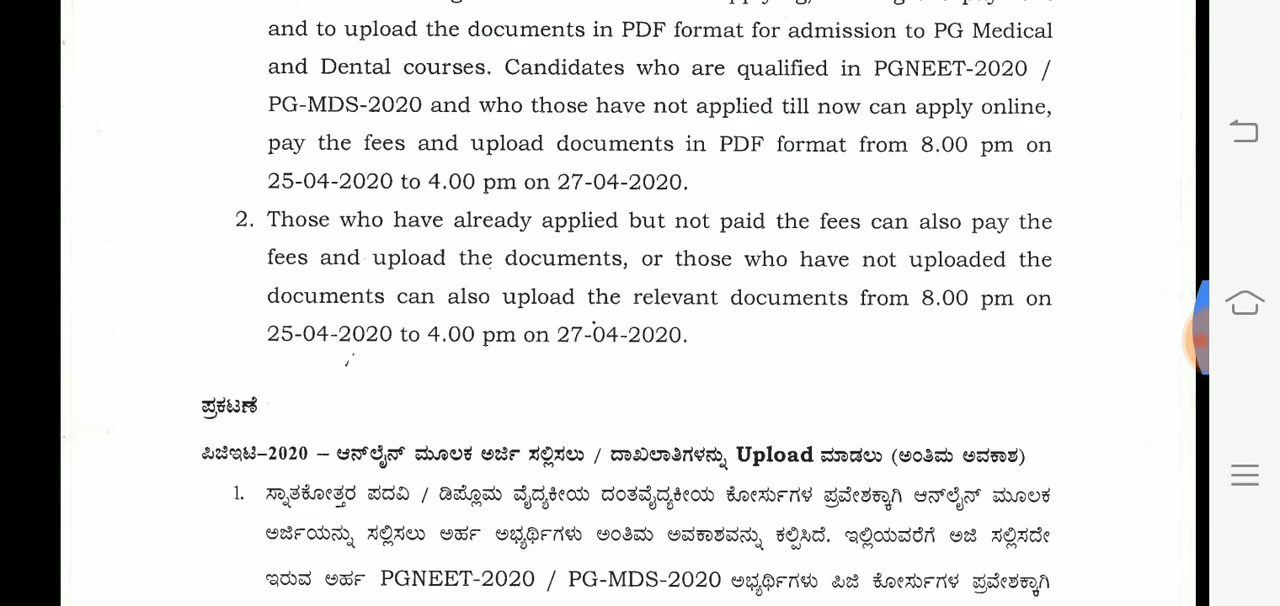 and to upload the documents in PDF format for admission to PG Medical
and Dental courses. Candidates who are qualified in PGNEET-2020 /
PG-MDS-2020 and who those have not applied till now can apply online,
pay the fees and upload documents in PDF format from 8.00 pm on
25-04-2020 to 4.00 pm on 27-04-2020.
2. Those who have already applied but not paid the fees can also pay the
fees and upload the documents, or those who have not uploaded the
documents can also upload the relevant documents from 8.00 pm on
25-04-2020 to 4.00 pm on 27-04-2020.
ಪ್ರಕಟಣೆ
ಪಿಜಿಇಟಿ–2020 – ಆನ್‌ಲೈನ್ ಮೂಲಕ ಅರ್ಜಿ ಸಲ್ಲಿಸಲು / ದಾಖಲಾತಿಗಳನ್ನು Upload ಮಾಡಲು (ಅಂತಿಮ ಅವಕಾಶ)
1. ಸ್ನಾತಕೋತ್ತರ ಪದವಿ / ಡಿಪ್ಲೊಮ ವೈದ್ಯಕೀಯ ದಂತವೈದ್ಯಕೀಯ ಕೋರ್ಸುಗಳ ಪ್ರವೇಶಕ್ಕಾಗಿ ಆನ್‌ಲೈನ್ ಮೂಲಕ
ಅರ್ಜಿಯನ್ನು ಸಲ್ಲಿಸಲು ಅರ್ಹ ಅಭ್ಯರ್ಥಿಗಳು ಅಂತಿಮ ಅವಕಾಶವನ್ನು ಕಲ್ಪಿಸಿದೆ. ಇಲ್ಲಿಯವರೆಗೆ ಅಜಿ ಸಲ್ಲಿಸದೇ
ಇರುವ ಅರ್ಹ PGNEET-2020 / PG-MDS-2020 ಅಭ್ಯರ್ಥಿಗಳು ಪಿಜಿ ಕೋರ್ಸುಗಳ ಪ್ರವೇಶಕ್ಕಾಗಿ